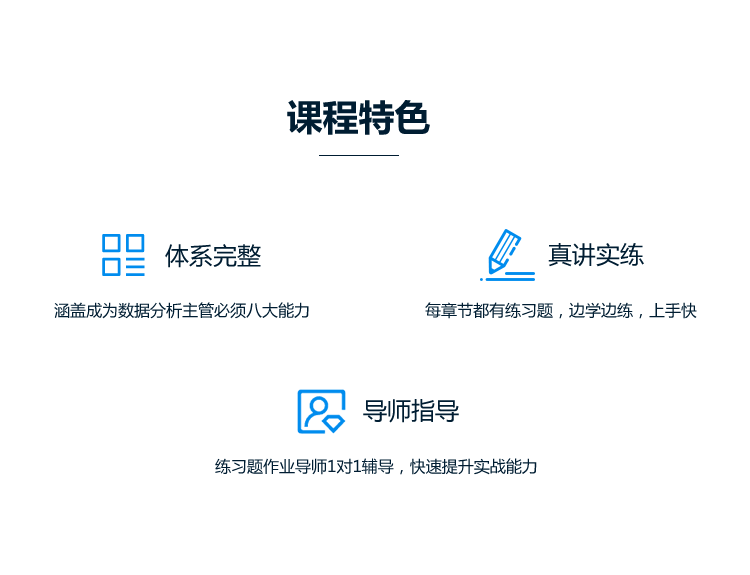 课程特色
体系完整
涵盖成为数据分析主管必须八大能力
真讲实练
每章节都有练习题，边学边练，上手快
导师指导
练习题作业导师1对1辅导，快速提升实战能力